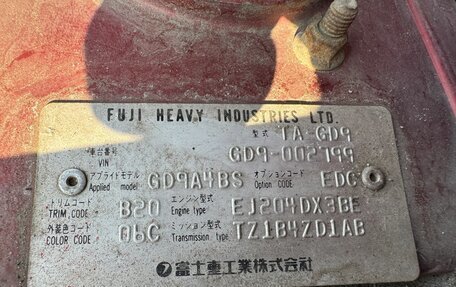 FUJI HEAVY INDUSTRIES LTD.
型式 TA-GD9
車台番号 VIN GD9-002799
アプライドモデル Applied model GD9A4BS オプションコード Option CODE EDC
トリムコード TRIM, CODE B20 エンジン型式 Engine type EJ204DX3BE
外装色コード COLOR CODE 06C ミッション型式 Transmission type TZ1B4ZD1AB
富士重工業株式会社